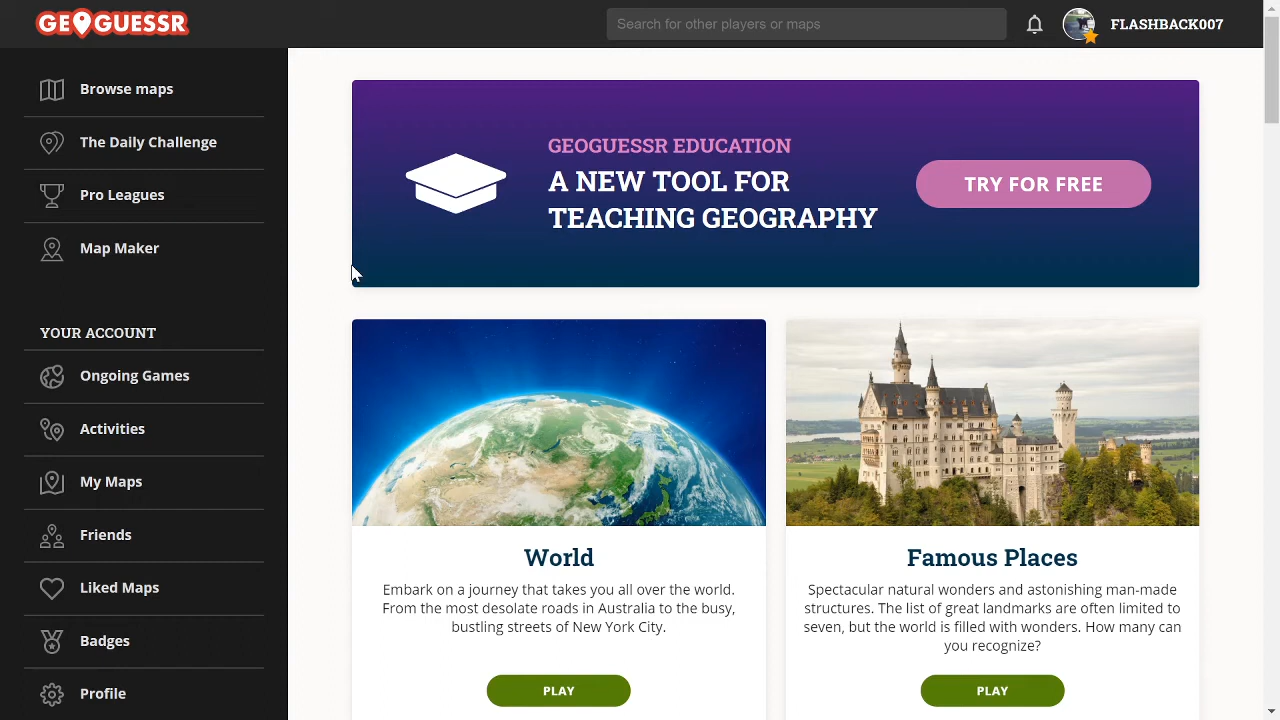 GEOGUESSR
Search for other players or maps
FLASHBACK007
Browse maps
The Daily Challenge
Pro Leagues
Map Maker
YOUR ACCOUNT
Ongoing Games
Activities
My Maps
Friends
Liked Maps
Badges
Profile
GEOGUESSR EDUCATION
A NEW TOOL FOR
TEACHING GEOGRAPHY
TRY FOR FREE
World
Embark on a journey that takes you all over the world.
From the most desolate roads in Australia to the busy,
bustling streets of New York City.
PLAY
Famous Places
Spectacular natural wonders and astonishing man-made
structures. The list of great landmarks are often limited to
seven, but the world is filled with wonders. How many can
you recognize?
PLAY